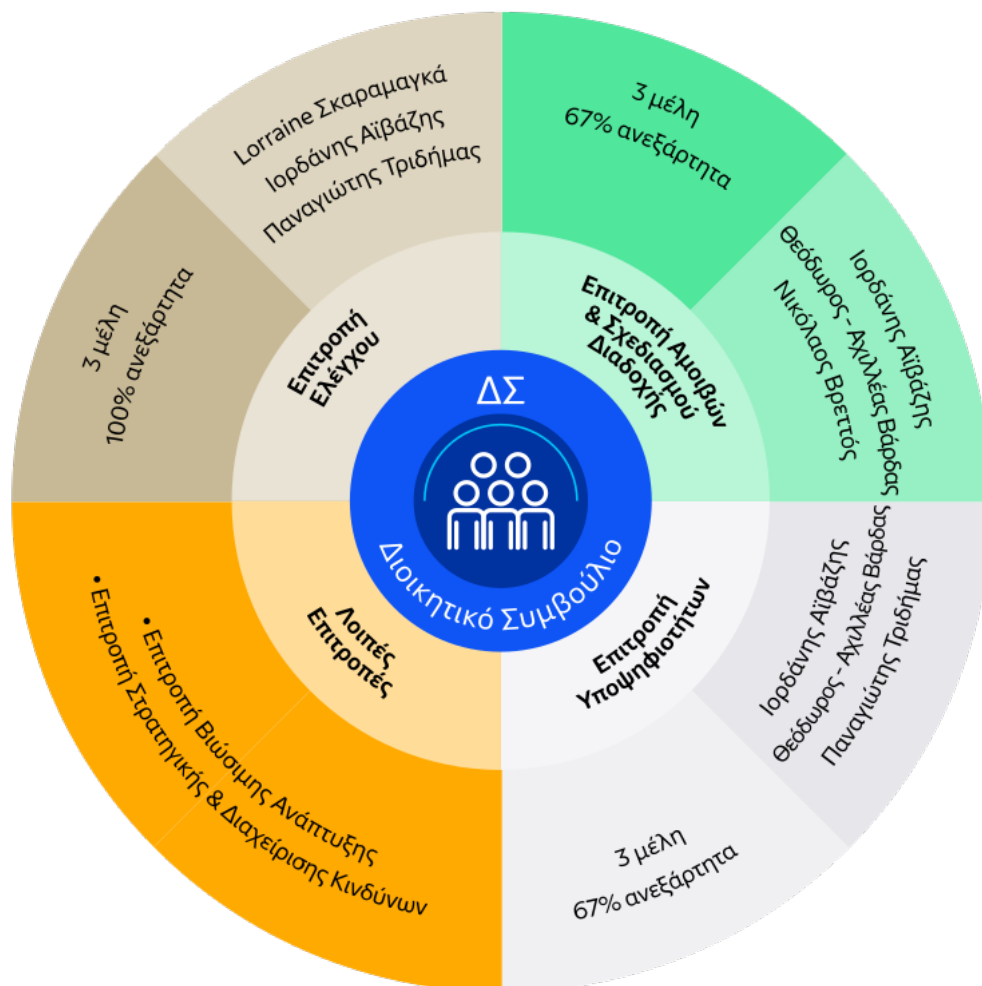 Lorraine Σκαραμαγκά
Ιορδάνης Αϊβάζης
Παναγιώτης Τριδήμας
3 μέλη
100% ανεξάρτητα
Επιτροπή
Ελέγχου
3 μέλη
67% ανεξάρτητα
Ιορδάνης Αϊβάζης
Θεόδωρος - Αχιλλέας Βάρδας
Νικόλαος Βρεττός
Επιτροπή Αμοιβών
& Σχεδιασμού
Διαδοχής
ΔΣ
Διοικητικό Συμβούλιο
Λοιπές
Επιτροπές
• Επιτροπή Βιώσιμης Ανάπτυξης
• Επιτροπή Στρατηγικής & Διαχείρισης Κινδύνων
Επιτροπή
Υποψηφιοτήτων
Ιορδάνης Αϊβάζης
Θεόδωρος - Αχιλλέας Βάρδας
Παναγιώτης Τριδήμας
3 μέλη
67% ανεξάρτητα